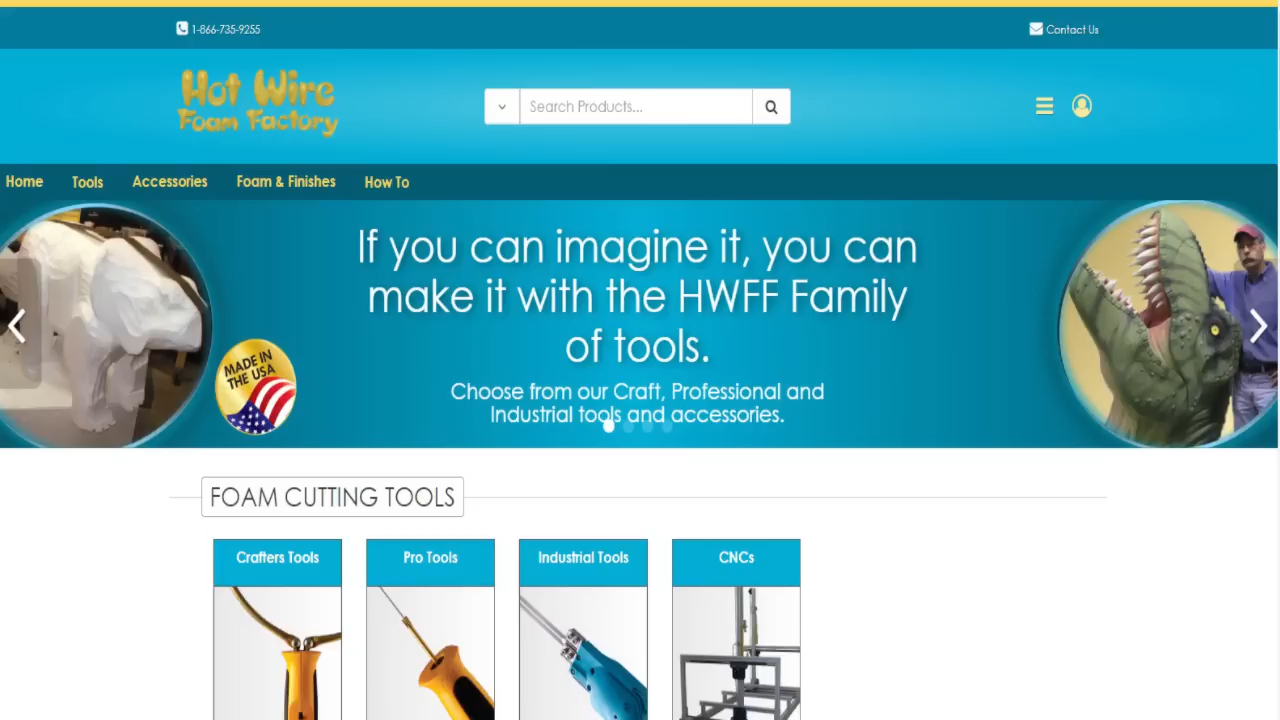 1-866-735-9255
Contact Us
Hot Wire
Foam Factory
Search Products...
Home
Tools
Accessories
Foam & Finishes
How To
If you can imagine it, you can
make it with the HWFF Family
of tools.
MADE IN
THE USA
Choose from our Craft, Professional and
Industrial tools and accessories.
FOAM CUTTING TOOLS
Crafters Tools
Pro Tools
Industrial Tools
CNCs